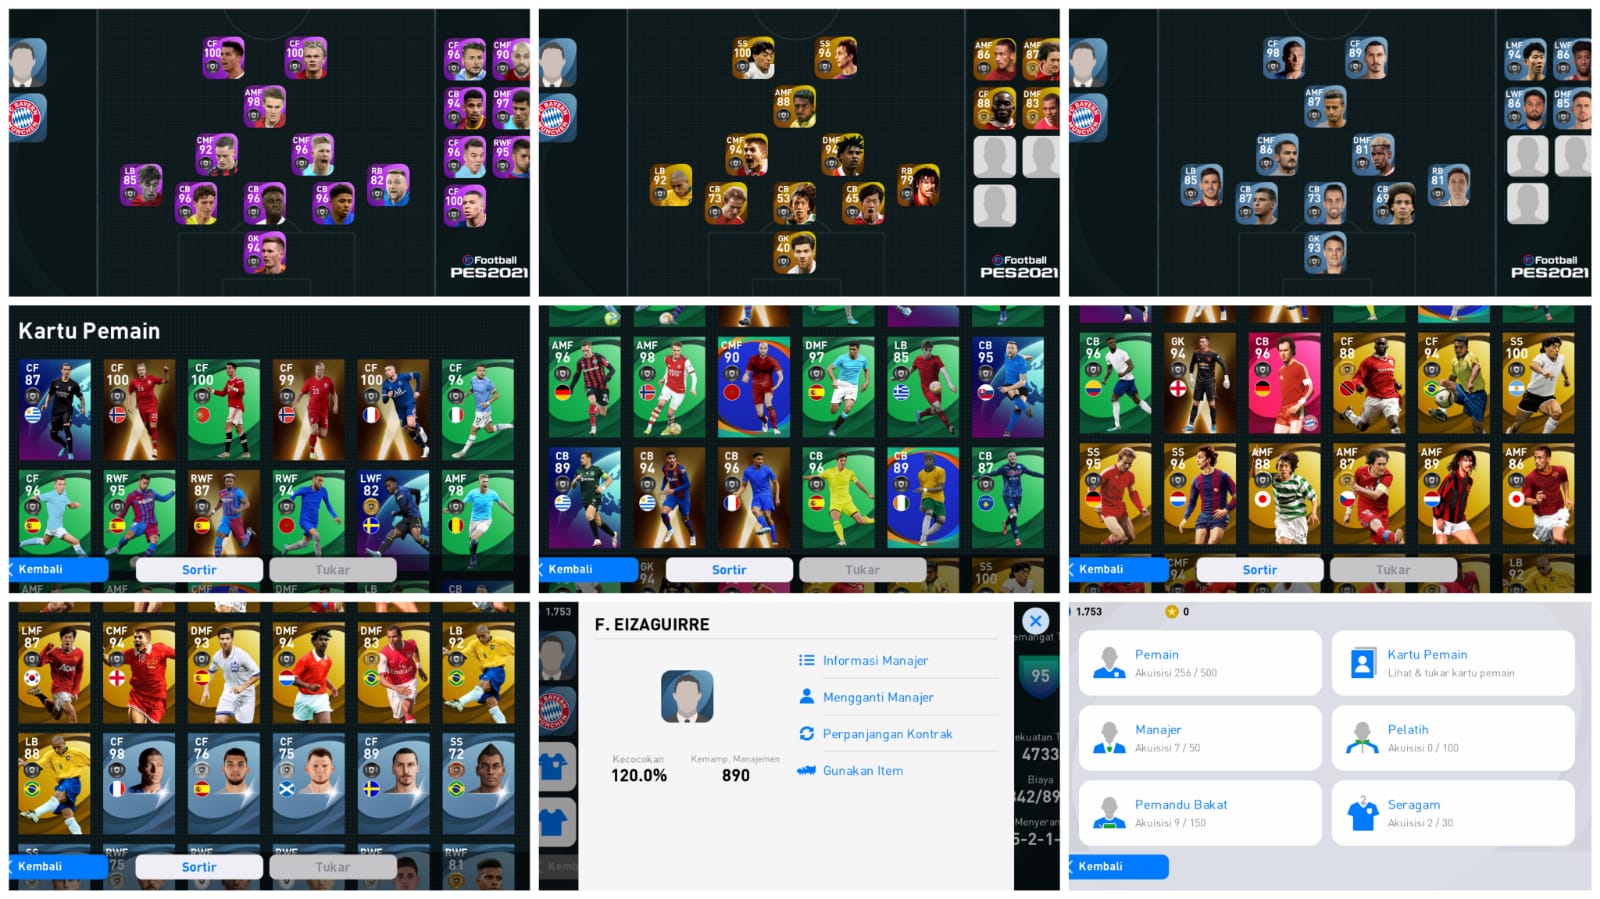 CF 100
CF 100
AMF 98
CMF 92
CMF 96
LB 85
RB 82
CB 96
CB 96
CB 96
GK 94
CF 96
CMF 90
CB 94
DMF 97
CF 96
RWF 95
CF 100
eFootball
PES2021
SS 100
SS 96
AMF 88
CMF 94
DMF 94
LB 92
RB 79
CB 73
CB 53
CB 65
GK 40
AMF 86
AMF 87
CF 88
DMF 83
eFootball
PES2021
CF 98
CF 89
AMF 87
CMF 86
DMF 81
LB 85
RB 81
CB 87
CB 73
CB 69
GK 93
LMF 94
LWF 86
LWF 86
DMF 85
eFootball
PES2021
Kartu Pemain
CF 87
CF 100
CF 100
CF 99
CF 100
CF 96
CF 96
RWF 95
RWF 87
RWF 94
LWF 82
AMF 98
Kembali
Sortir
Tukar
AMF 96
AMF 98
CMF 90
DMF 97
LB 85
CB 95
CB 89
CB 94
CB 96
CB 96
CB 89
CB 87
Kembali
GK 94
Sortir
Tukar
SS 100
CB 96
GK 94
CB 96
CF 88
CF 94
SS 100
SS 95
SS 96
AMF 88
AMF 87
AMF 89
AMF 86
Kembali
Sortir
Tukar
LB 92
LMF 87
CMF 94
DMF 93
DMF 94
DMF 83
LB 92
LB 88
CF 98
CF 76
CF 75
CF 89
SS 72
Kembali
RWF 75
Sortir
Tukar
RWF 81
1.753
F. EIZAGUIRRE
Informasi Manajer
Mengganti Manajer
Perpanjangan Kontrak
Gunakan Item
Kecocokan
120.0%
Kemamp. Manajemen
890
95
4733
Biaya
342/89
Menyeran
5-2-1-
1.753
0
Pemain
Akuisisi 256 / 500
Kartu Pemain
Lihat & tukar kartu pemain
Manajer
Akuisisi 7 / 50
Pelatih
Akuisisi 0 / 100
Pemandu Bakat
Akuisisi 9 / 150
Seragam
Akuisisi 2 / 30
Kembali